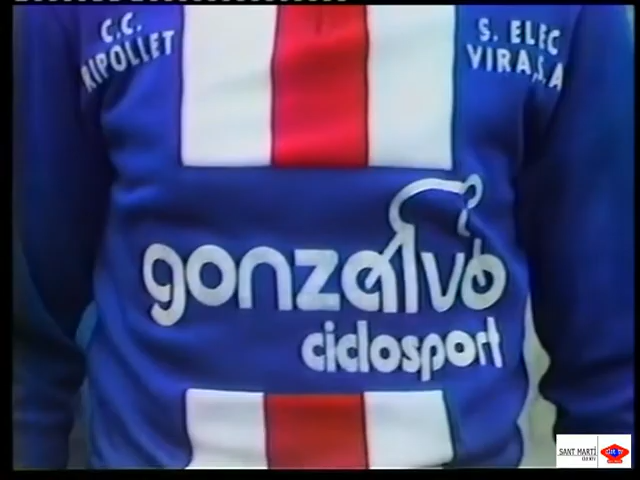 C.C.
RIPOLLET
S. ELEC
VIRA, S.A
gonzalvo
ciclosport
SANT MARTÍ